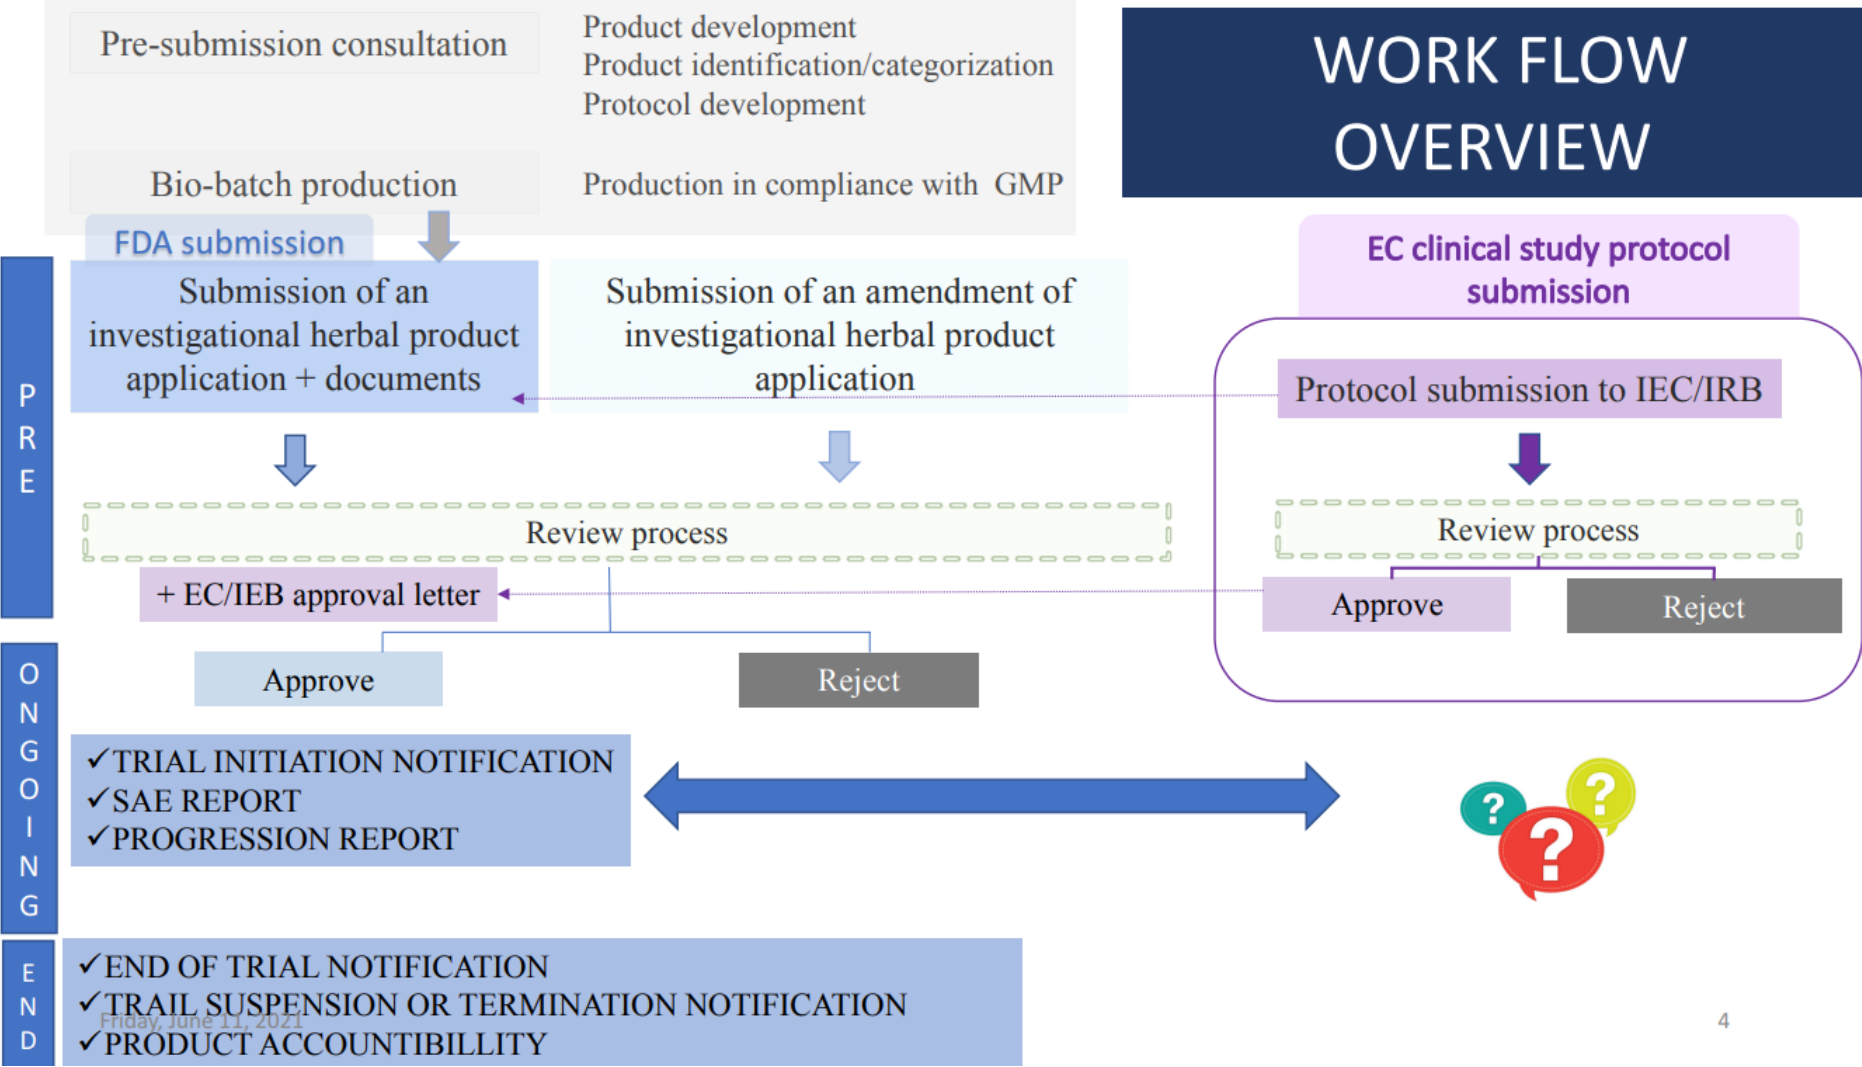 Pre-submission consultation
Product development
Product identification/categorization
Protocol development
Bio-batch production
Production in compliance with GMP
WORK FLOW
OVERVIEW
FDA submission
Submission of an
investigational herbal product
application + documents
Submission of an amendment of
investigational herbal product
application
EC clinical study protocol
submission
Protocol submission to IEC/IRB
PRE
Review process
Review process
+ EC/IEB approval letter
Approve
Reject
Approve
Reject
ONGOING
✓TRIAL INITIATION NOTIFICATION
✓SAE REPORT
✓PROGRESSION REPORT
?
?
?
END
✓END OF TRIAL NOTIFICATION
✓TRAIL SUSPENSION OR TERMINATION NOTIFICATION
Friday, June 11, 2021
✓PRODUCT ACCOUNTIBILLITY
4